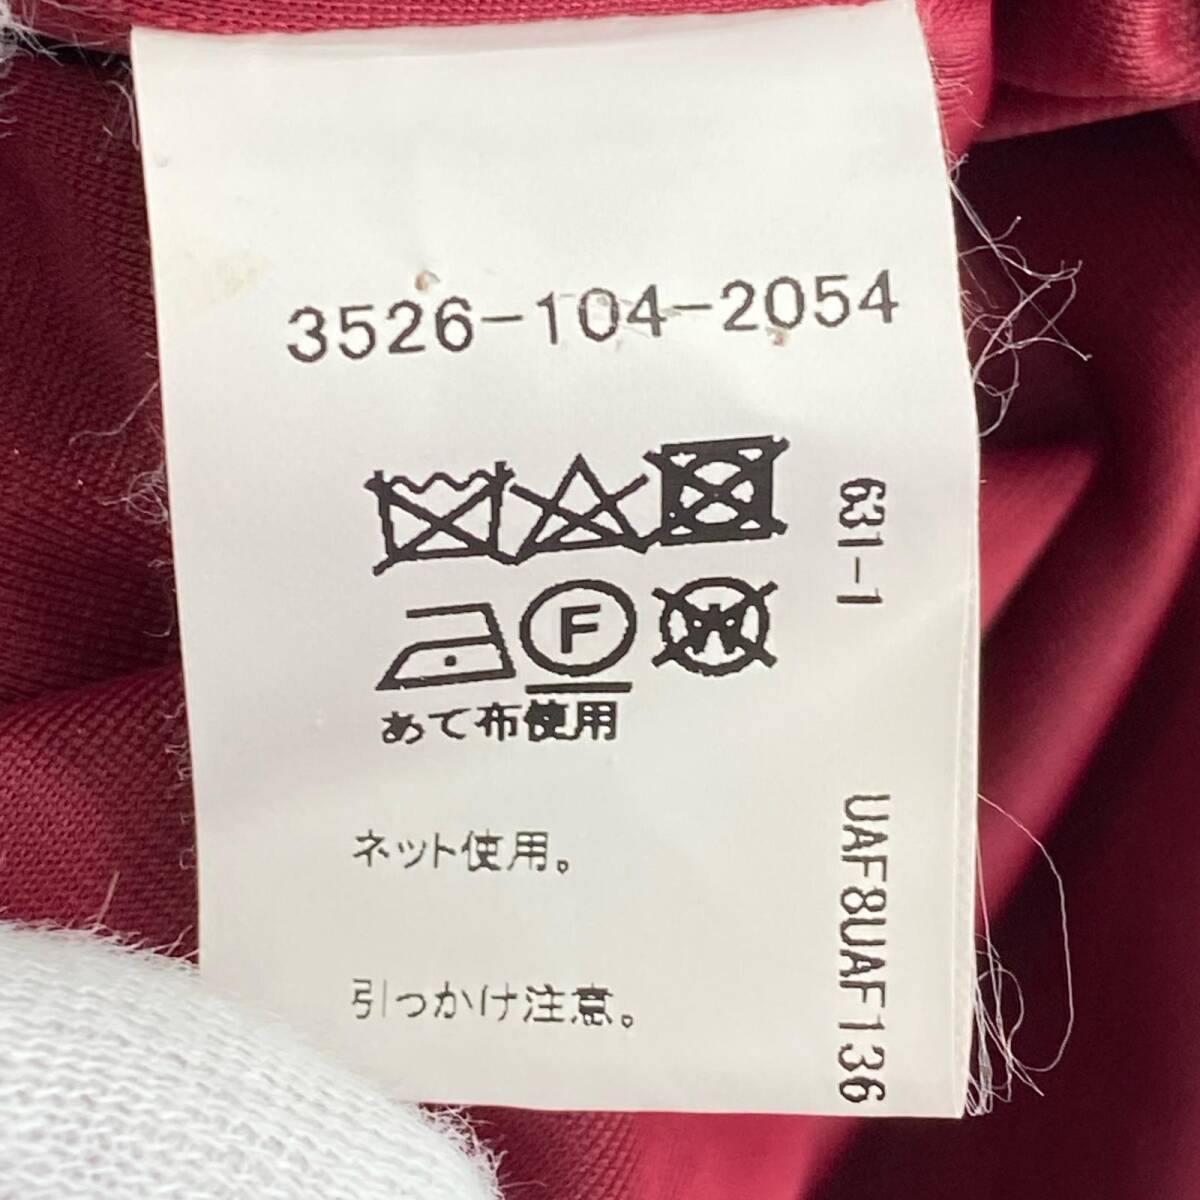 3526-104-2054
631-1
F
W
あて布使用
ネット使用。
引っかけ注意。
UAF8UAF136